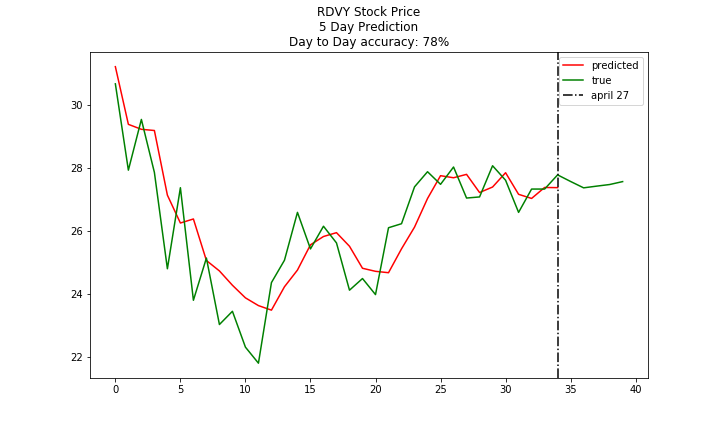 RDVY Stock Price
5 Day Prediction
Day to Day accuracy: 78%
predicted
true
april 27
30
28
26
24
22
0 5 10 15 20 25 30 35 40